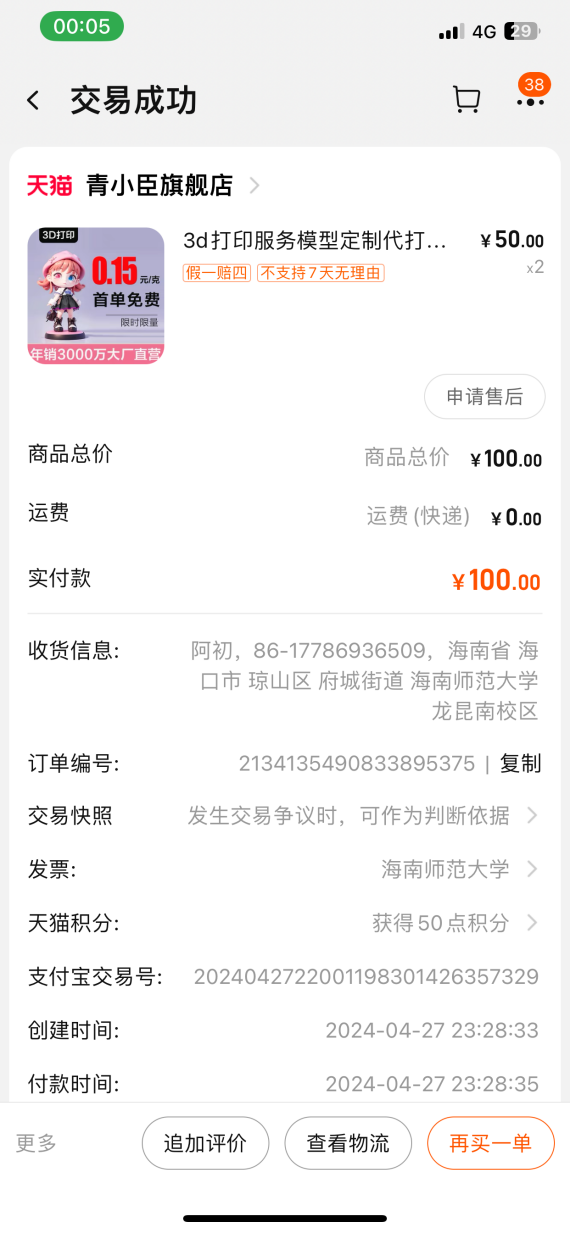 00:05
4G 29
交易成功
38
天猫 青小臣旗舰店
3D打印
0.15元/克
首单免费
限时限量
年销3000万大厂直营
3d打印服务模型定制代打...
¥50.00
假一赔四 不支持7天无理由
x2
申请售后
商品总价 商品总价 ¥100.00
运费 运费(快递) ¥0.00
实付款 ¥100.00
收货信息: 阿初，86-17786936509，海南省 海
口市 琼山区 府城街道 海南师范大学
龙昆南校区
订单编号: 2134135490833895375 | 复制
交易快照 发生交易争议时，可作为判断依据
发票: 海南师范大学
天猫积分: 获得50点积分
支付宝交易号: 2024042722001198301426357329
创建时间: 2024-04-27 23:28:33
付款时间: 2024-04-27 23:28:35
更多 追加评价 查看物流 再买一单